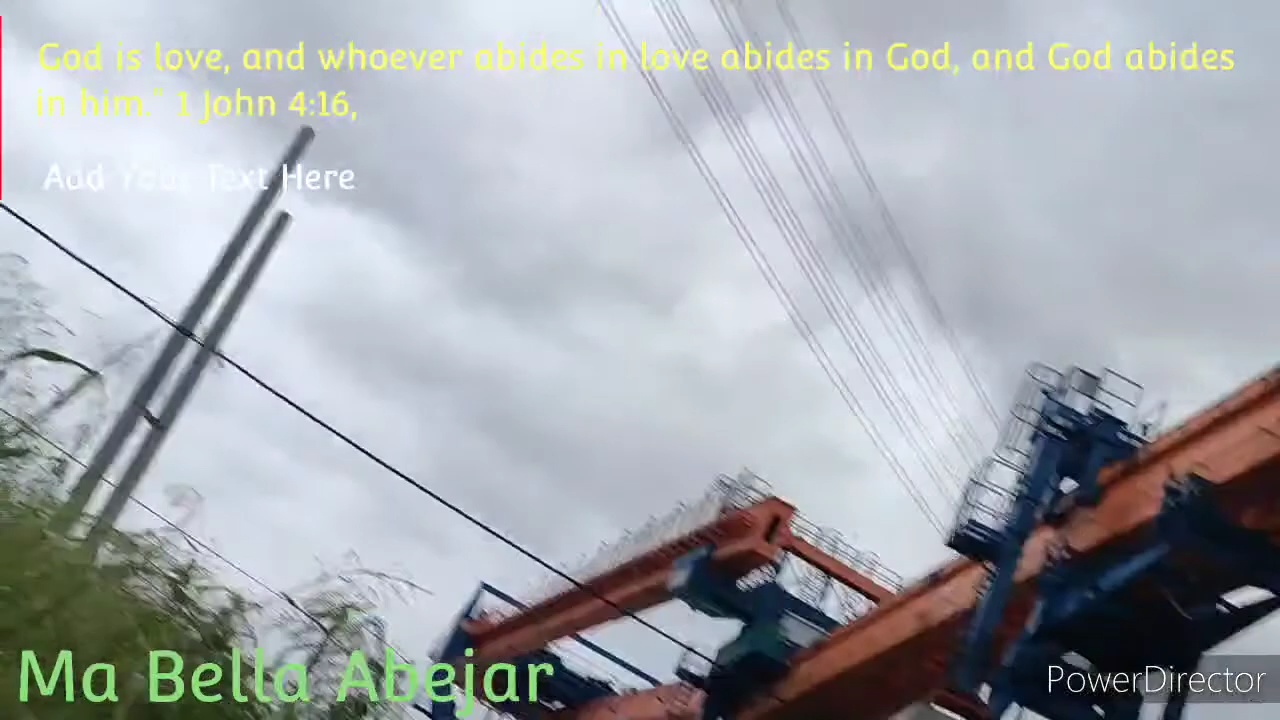 God is love, and whoever abides in love abides in God, and God abides
in him." 1 John 4:16,
Add Your Text Here
Ma Bella Abejar
PowerDirector